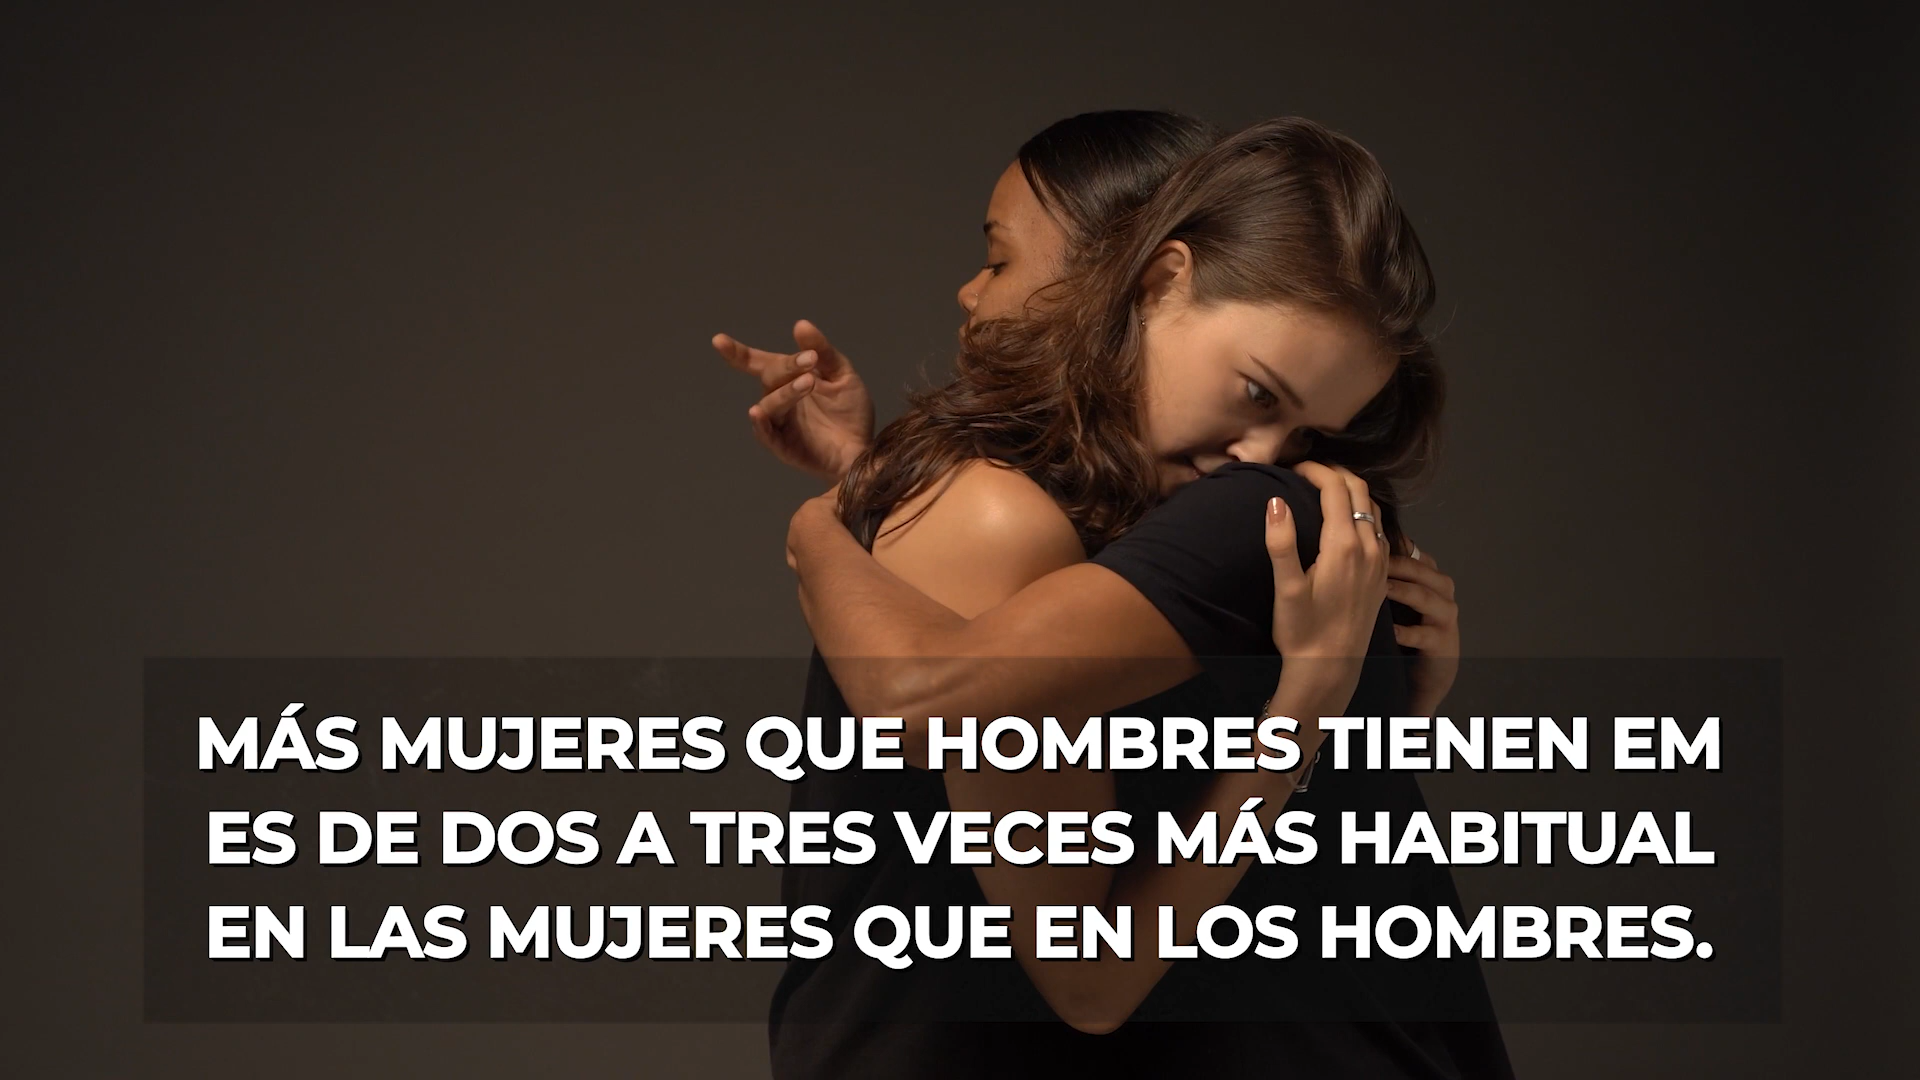 MÁS MUJERES QUE HOMBRES TIENEN EM
ES DE DOS A TRES VECES MÁS HABITUAL
EN LAS MUJERES QUE EN LOS HOMBRES.